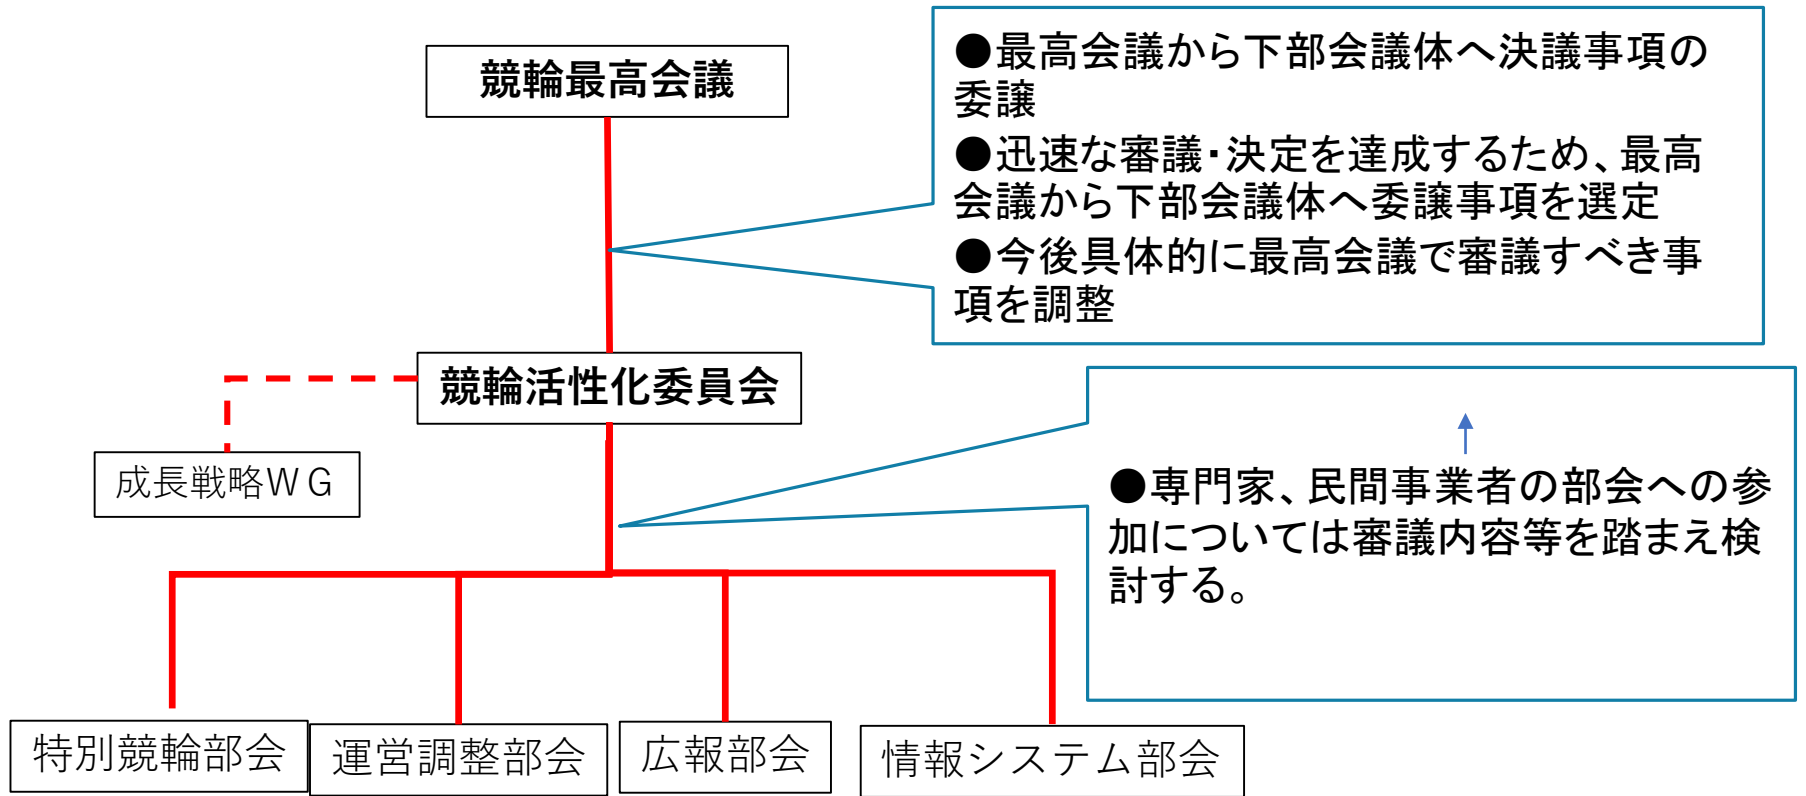 競輪最高会議
●最高会議から下部会議体へ決議事項の
委譲
●迅速な審議・決定を達成するため、最高
会議から下部会議体へ委譲事項を選定
●今後具体的に最高会議で審議すべき事
項を調整
競輪活性化委員会
成長戦略ＷＧ
●専門家、民間事業者の部会への参
加については審議内容等を踏まえ検
討する。
特別競輪部会
運営調整部会
広報部会
情報システム部会